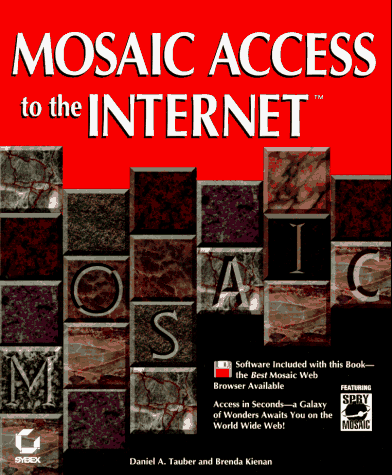 MOSAIC ACCESS
to the INTERNET™
MOSAIC
Software Included with this Book—
the Best Mosaic Web
Browser Available
Access in Seconds—a Galaxy
of Wonders Awaits You on the
World Wide Web!
FEATURING
SPRY
MOSAIC
SYBEX
Daniel A. Tauber and Brenda Kienan